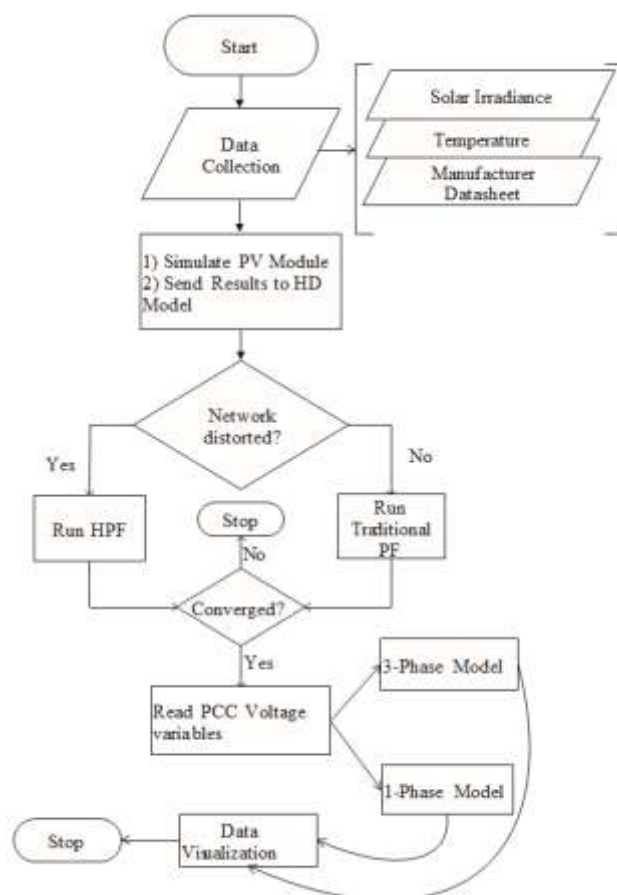 Start
Data
Collection
Solar Irradiance
Temperature
Manufacturer
Datasheet
1) Simulate PV Module
2) Send Results to HD
Model
Network
distorted?
Yes
No
Run HPF
Stop
Run
Traditional
PF
No
Converged?
Yes
Read PCC Voltage
variables
3-Phase Model
1-Phase Model
Data
Visualization
Stop